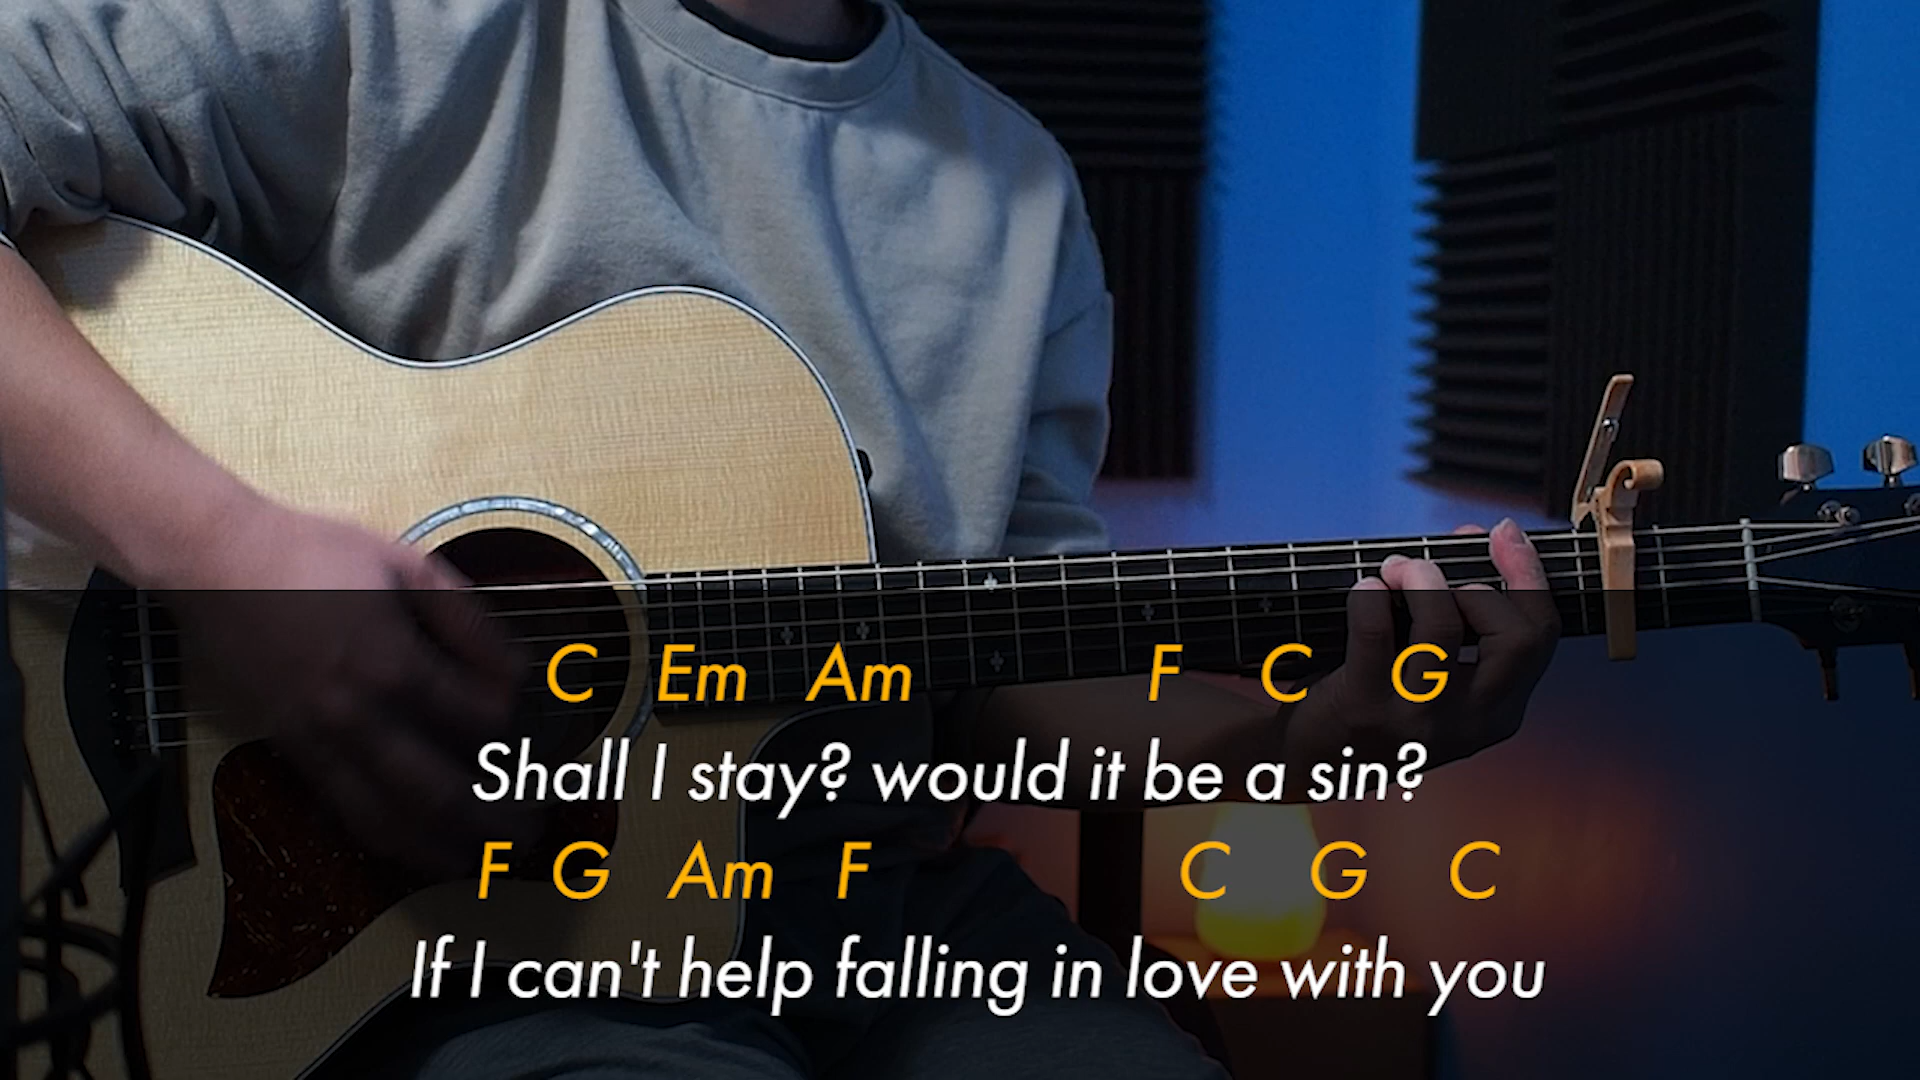 C Em Am F C G
Shall I stay? would it be a sin?
F G Am F C G C
If I can't help falling in love with you